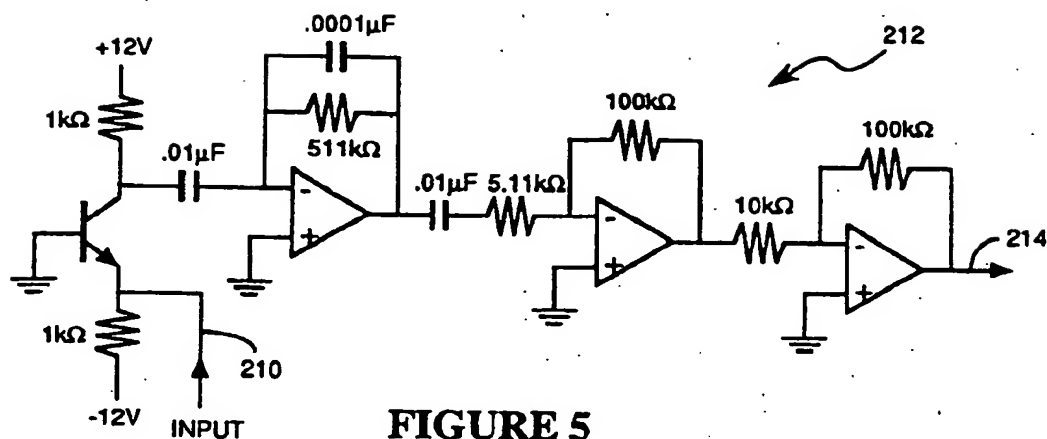 .0001µF
+12V
212
1kΩ
100kΩ
511kΩ
100kΩ
.01µF
.01µF 5.11kΩ
-
10kΩ
-
-
+
+
+
214
1kΩ
210
-12V
INPUT
FIGURE 5